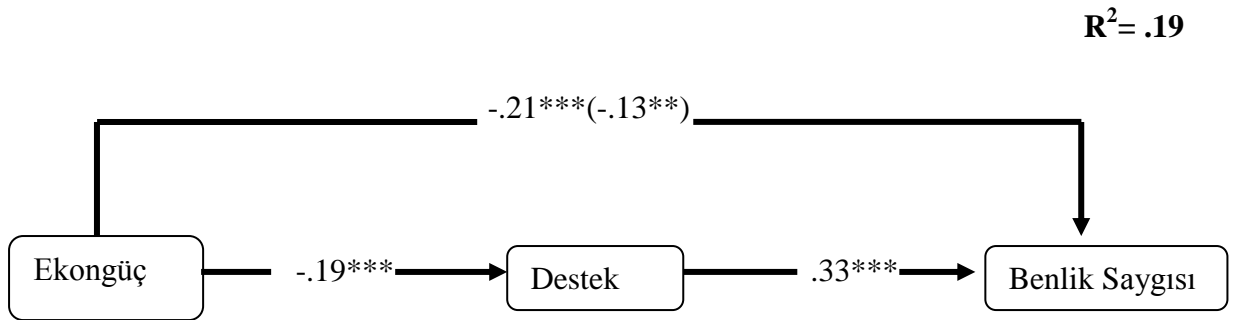 R²= .19
-.21***(-.13**)
Ekongüç -.19*** Destek .33*** Benlik Saygısı